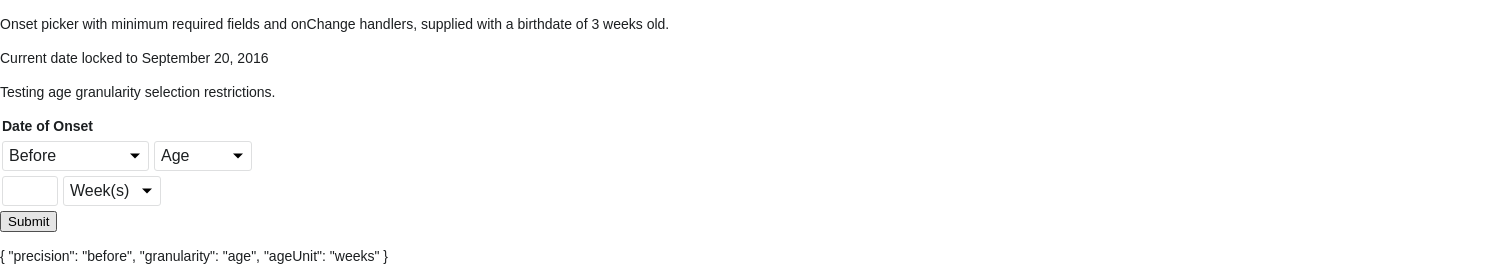 Onset picker with minimum required fields and onChange handlers, supplied with a birthdate of 3 weeks old.
Current date locked to September 20, 2016
Testing age granularity selection restrictions.
Date of Onset
Before Age
Week(s)
Submit
{ "precision": "before", "granularity": "age", "ageUnit": "weeks" }